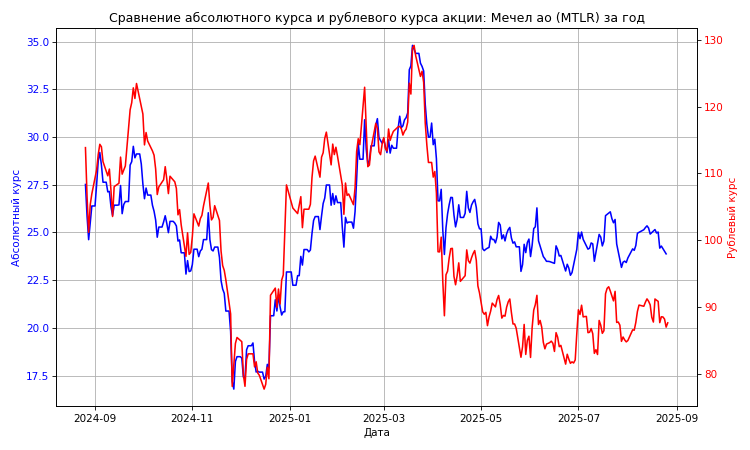 Сравнение абсолютного курса и рублевого курса акции: Мечел ао (MTLR) за год
35.0
32.5
30.0
27.5
25.0
22.5
20.0
17.5
Абсолютный курс
130
120
110
100
90
80
Рублевый курс
2024-09 2024-11 2025-01 2025-03 2025-05 2025-07 2025-09
Дата